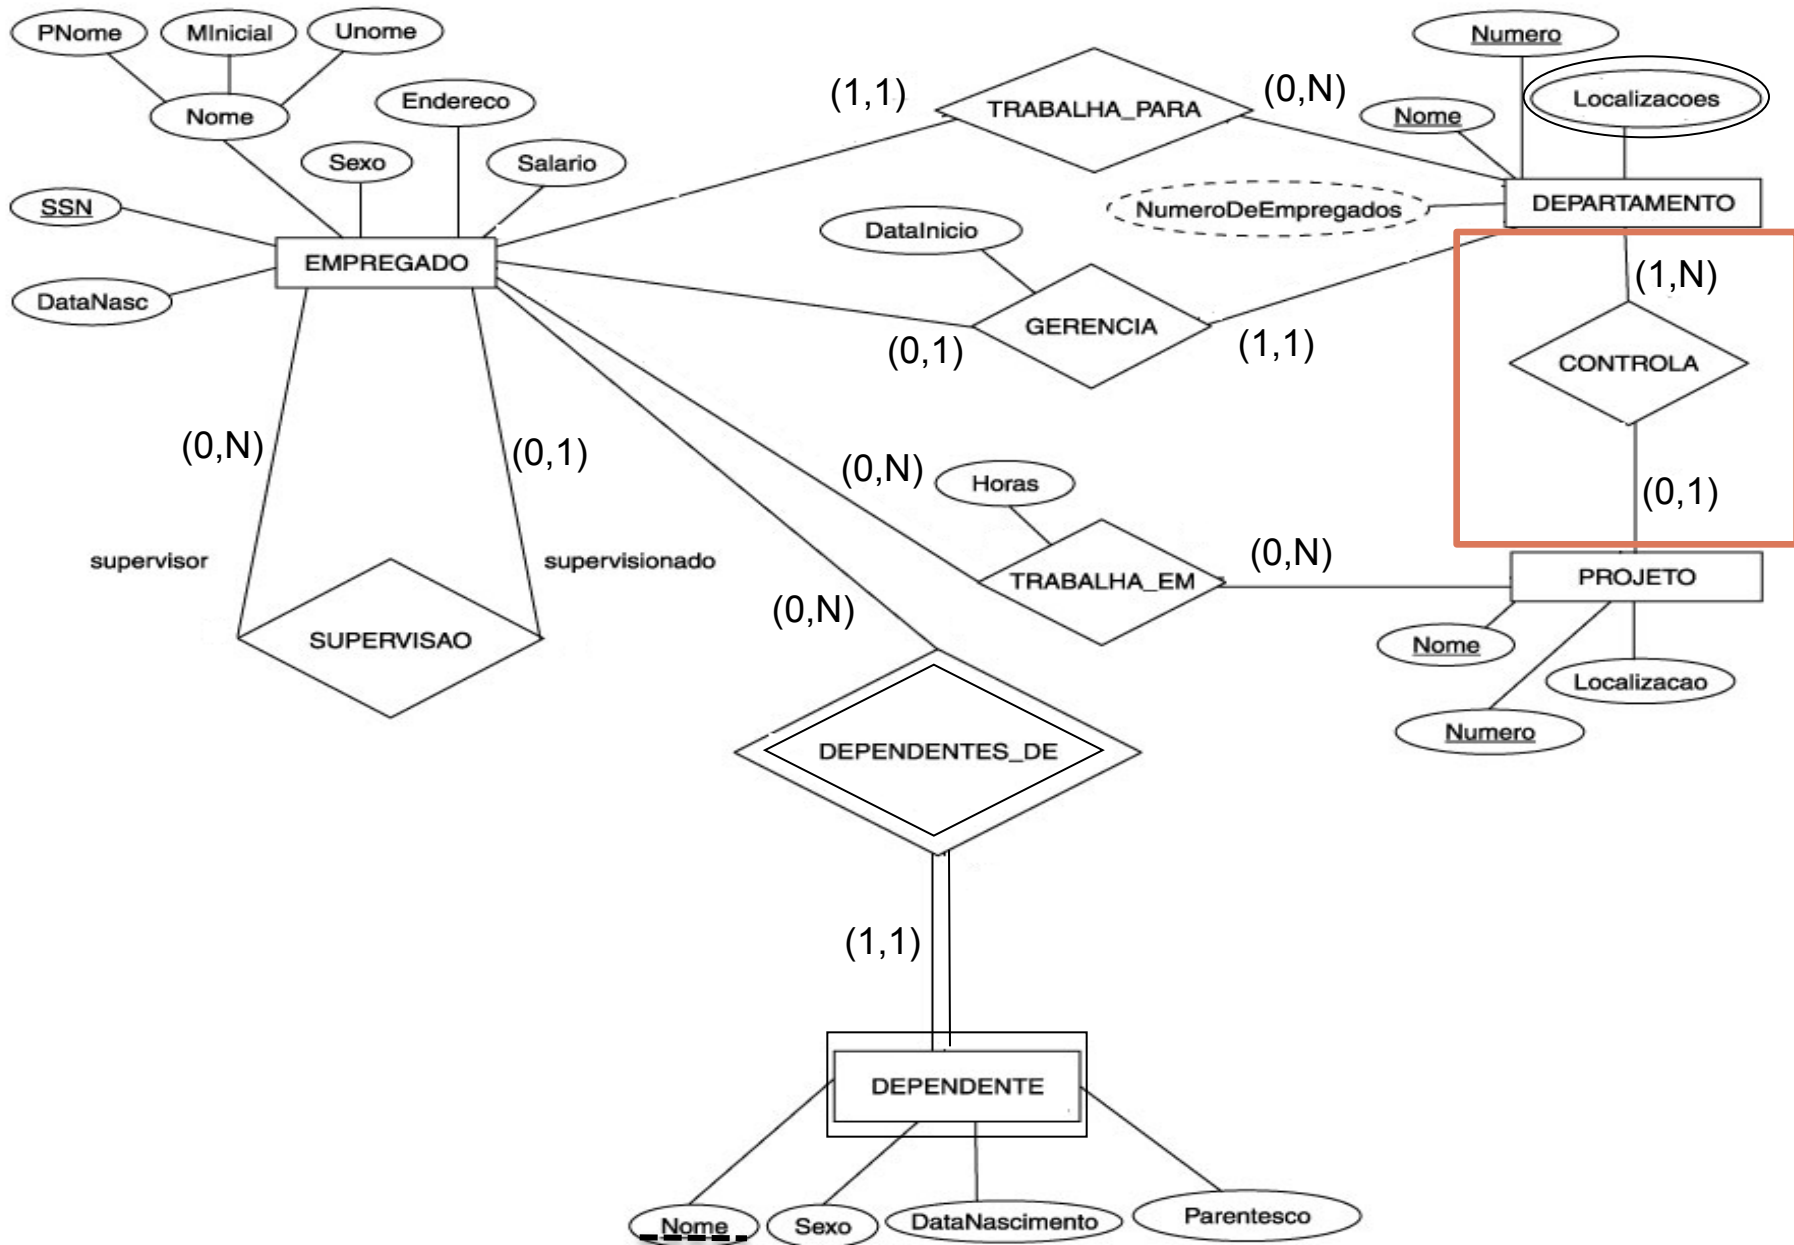 PNome
MInicial
Unome
Numero
Nome
Endereco
(1,1)
TRABALHA_PARA
(0,N)
Nome
Localizacoes
Sexo
Salario
SSN
NumeroDeEmpregados
DEPARTAMENTO
DataInicio
EMPREGADO
DataNasc
(1,N)
GERENCIA
(0,1)
(1,1)
CONTROLA
(0,N)
(0,1)
(0,N)
Horas
(0,1)
supervisor
supervisionado
(0,N)
TRABALHA_EM
PROJETO
(0,N)
SUPERVISAO
Nome
Localizacao
Numero
DEPENDENTES_DE
(1,1)
DEPENDENTE
Nome
Sexo
DataNascimento
Parentesco